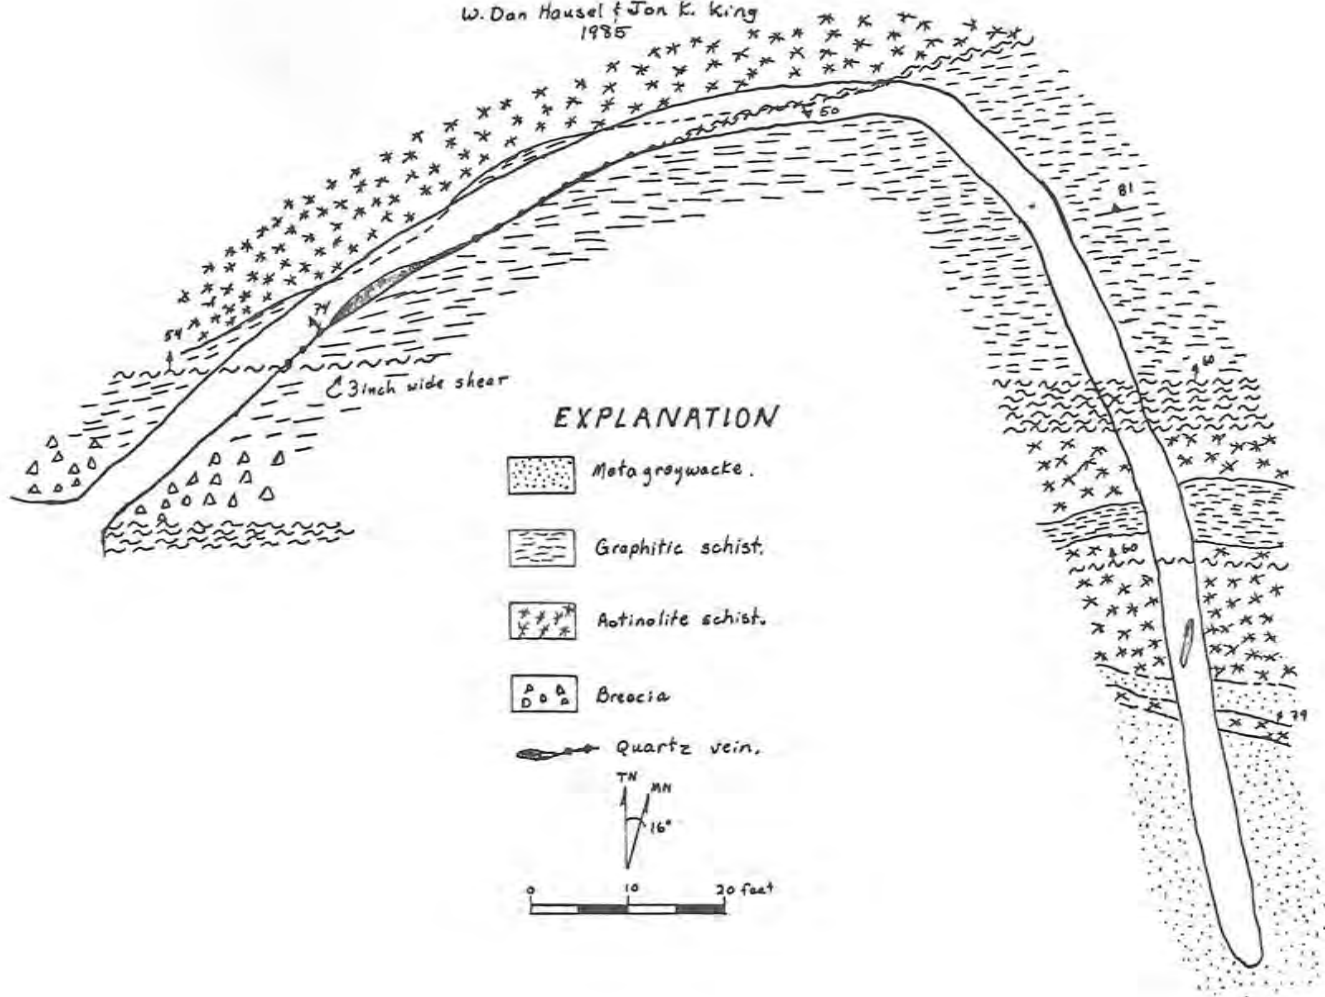 W. Dan Hausel & Jon K. King
1985
50
81
54
74
3 inch wide shear
60
EXPLANATION
Metagreywacke.
Graphitic schist.
60
Actinolite schist.
Breccia
79
Quartz vein.
TN
MN
16°
0 10 20 feet